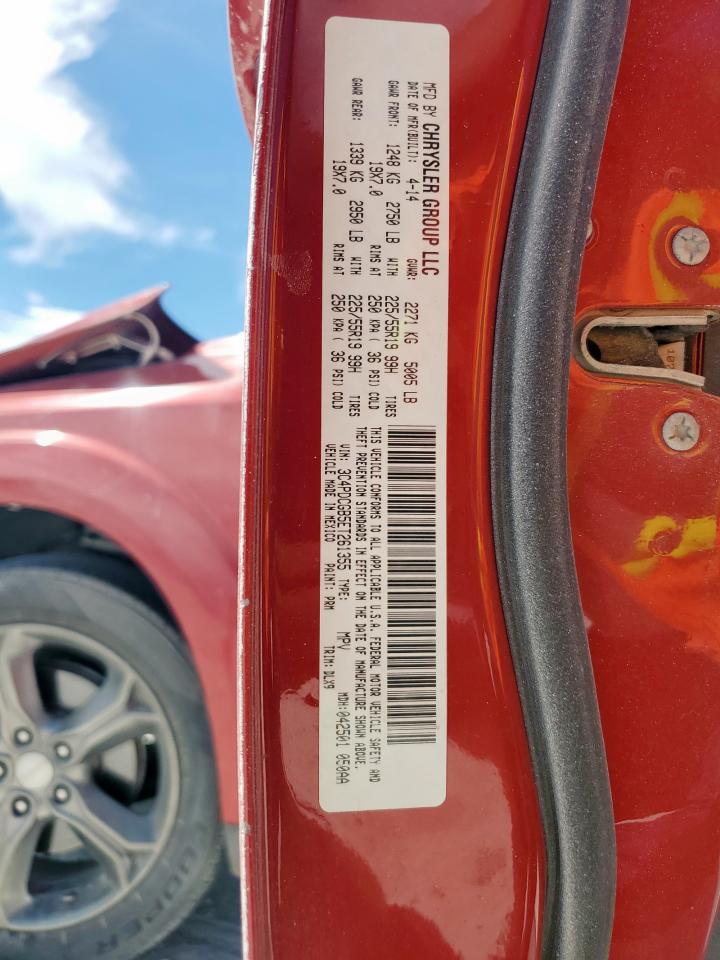 MFD BY CHRYSLER GROUP LLC
DATE OF MFR(BUILT): 4-14 GVWR: 2271 KG 5005 LB
GAWR FRONT: 1248 KG 2750 LB WITH 225/55R19 99H TIRES
19X7.0 RIMS AT 250 KPA ( 36 PSI) COLD
GAWR REAR: 1339 KG 2950 LB WITH 225/55R19 99H TIRES
19X7.0 RIMS AT 250 KPA ( 36 PSI) COLD
THIS VEHICLE CONFORMS TO ALL APPLICABLE U.S.A. FEDERAL MOTOR VEHICLE SAFETY AND
THEFT PREVENTION STANDARDS IN EFFECT ON THE DATE OF MANUFACTURE SHOWN ABOVE.
VIN: 3C4PDCGB5ET261355 TYPE: MPV MDH:042501 050AA
VEHICLE MADE IN MEXICO PAINT: PRM TRIM: DLX9
COOPER